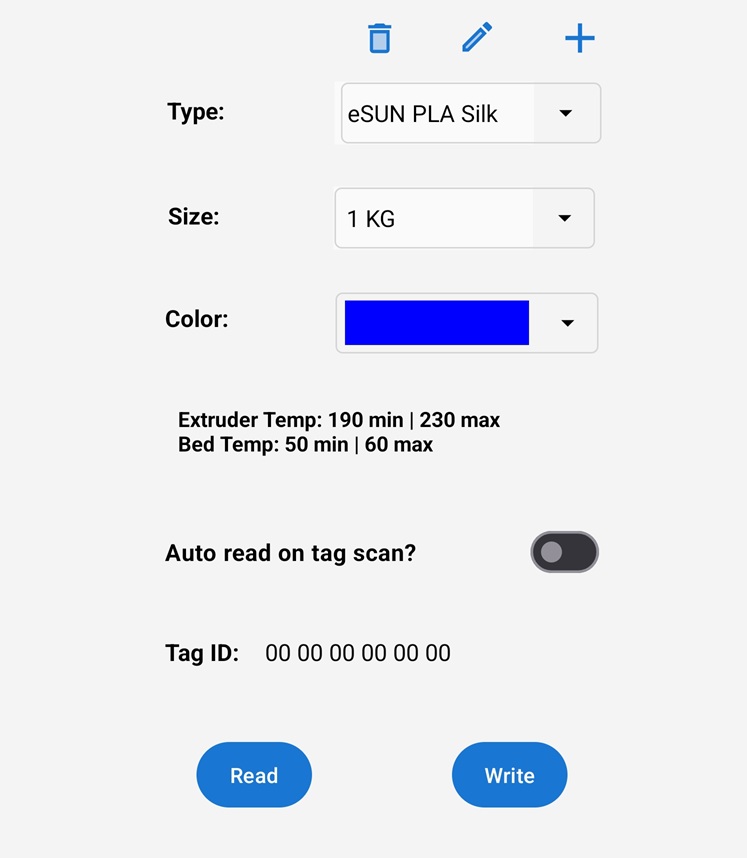 Type: eSUN PLA Silk
Size: 1 KG
Color:
Extruder Temp: 190 min | 230 max
Bed Temp: 50 min | 60 max
Auto read on tag scan?
Tag ID: 00 00 00 00 00 00
Read Write